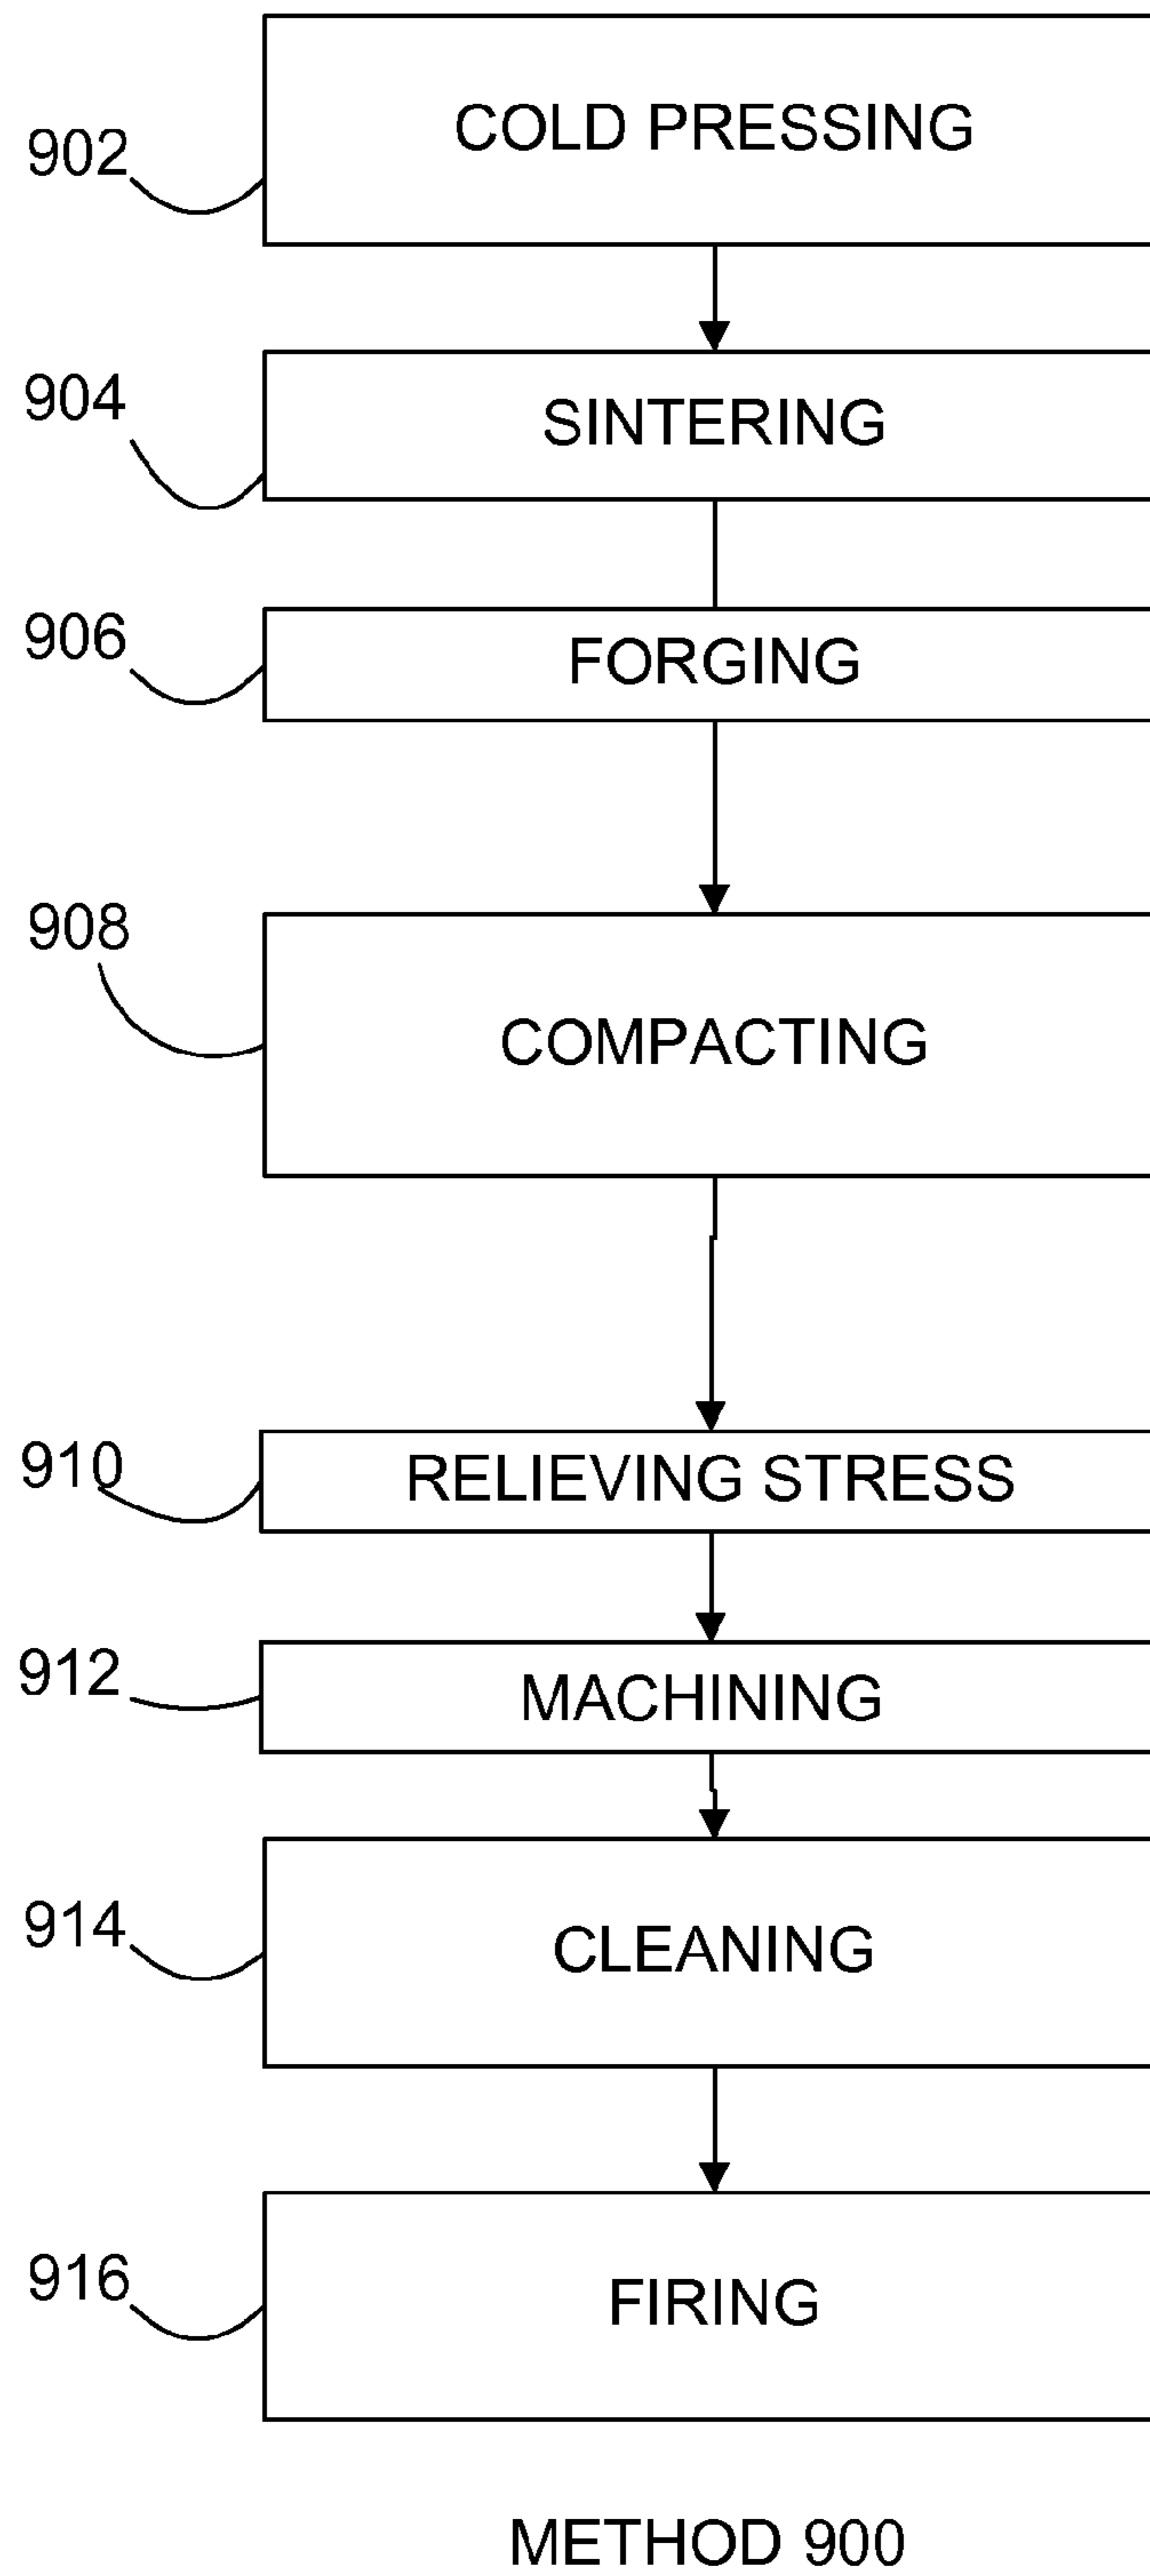 COLD PRESSING
902
SINTERING
904
FORGING
906
COMPACTING
908
RELIEVING STRESS
910
MACHINING
912
CLEANING
914
FIRING
916
METHOD 900